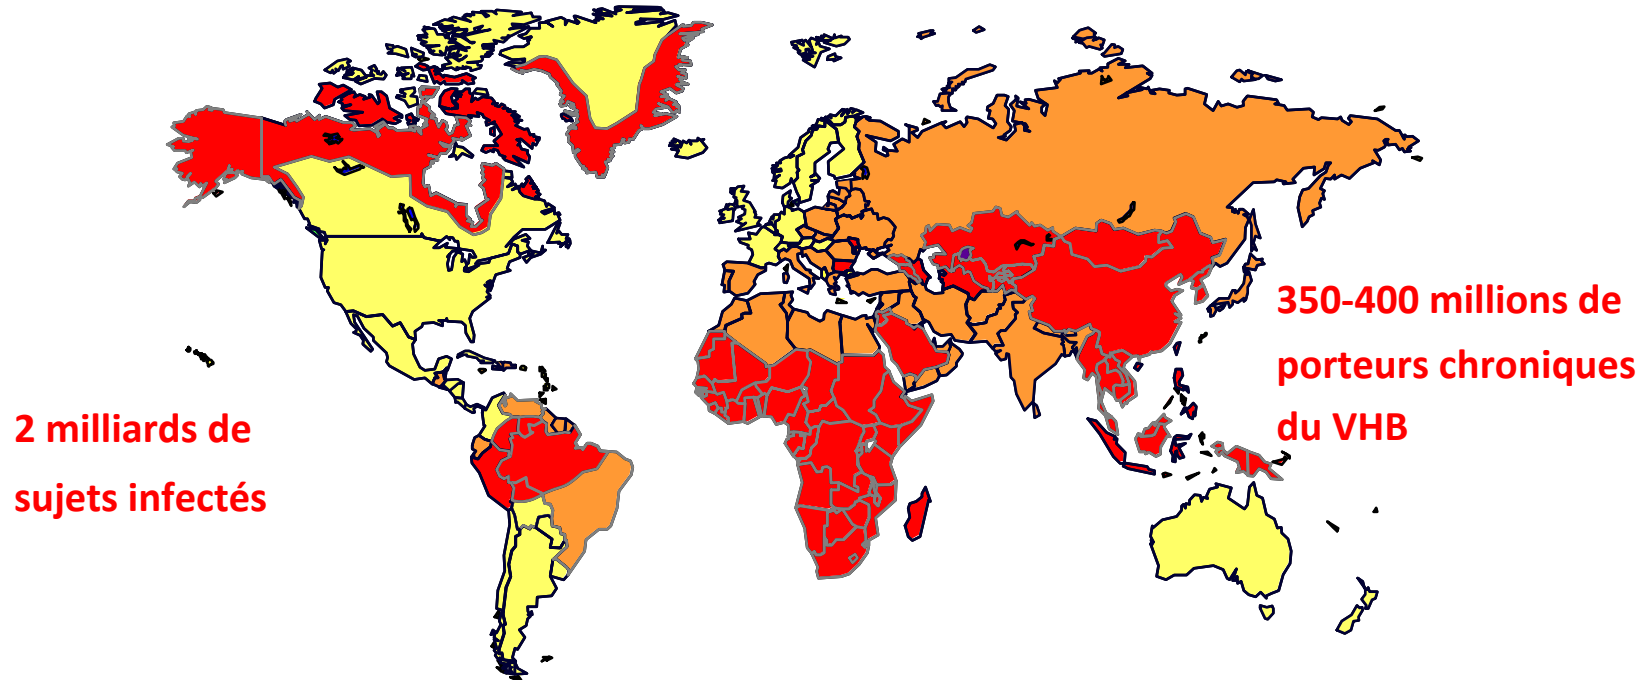 350-400 millions de
porteurs chroniques
du VHB
2 milliards de
sujets infectés